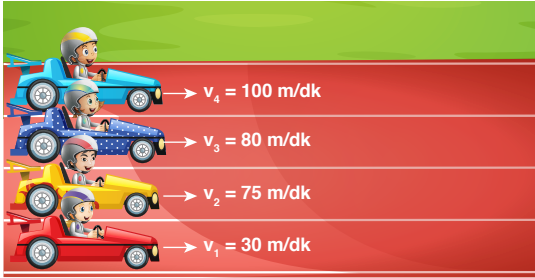 v₄ = 100 m/dk
v₃ = 80 m/dk
v₂ = 75 m/dk
v₁ = 30 m/dk